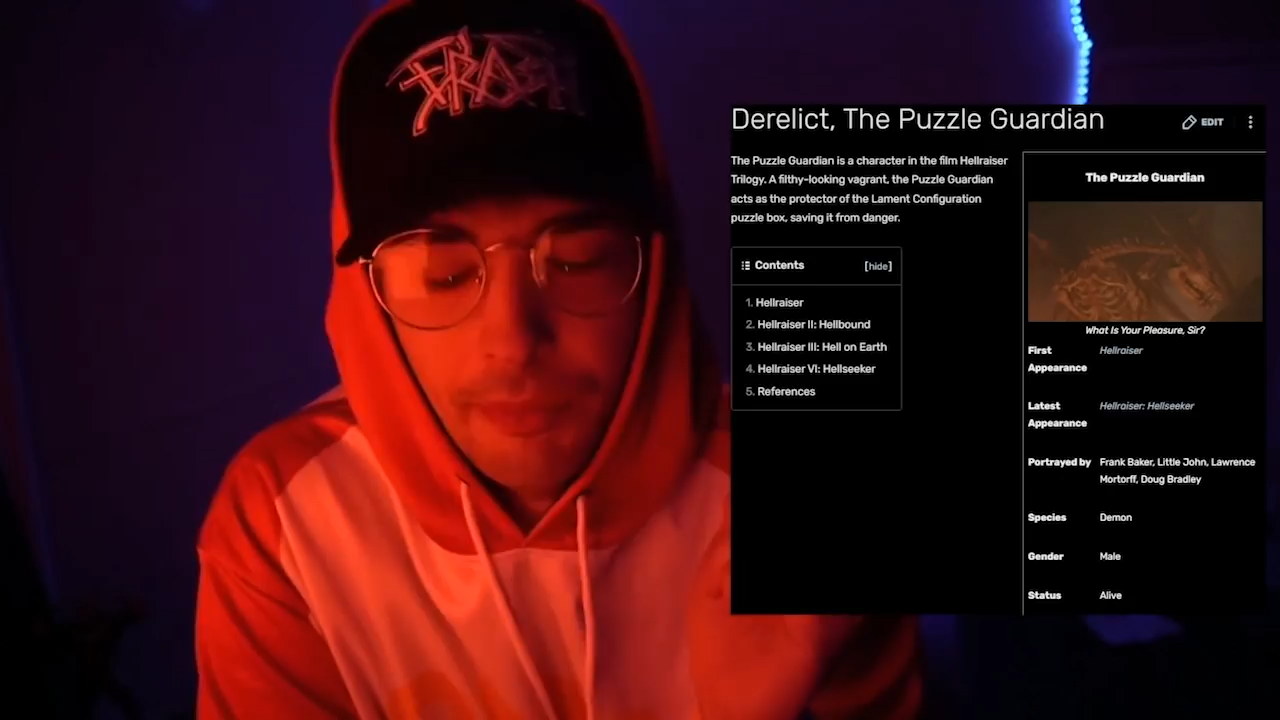 TRASH
Derelict, The Puzzle Guardian
EDIT
The Puzzle Guardian is a character in the film Hellraiser
Trilogy. A filthy-looking vagrant, the Puzzle Guardian
acts as the protector of the Lament Configuration
puzzle box, saving it from danger.
Contents [hide]
1. Hellraiser
2. Hellraiser II: Hellbound
3. Hellraiser III: Hell on Earth
4. Hellraiser VI: Hellseeker
5. References
The Puzzle Guardian
What Is Your Pleasure, Sir?
First
Appearance
Hellraiser
Latest
Appearance
Hellraiser: Hellseeker
Portrayed by
Frank Baker, Little John, Lawrence
Mortorff, Doug Bradley
Species Demon
Gender Male
Status Alive